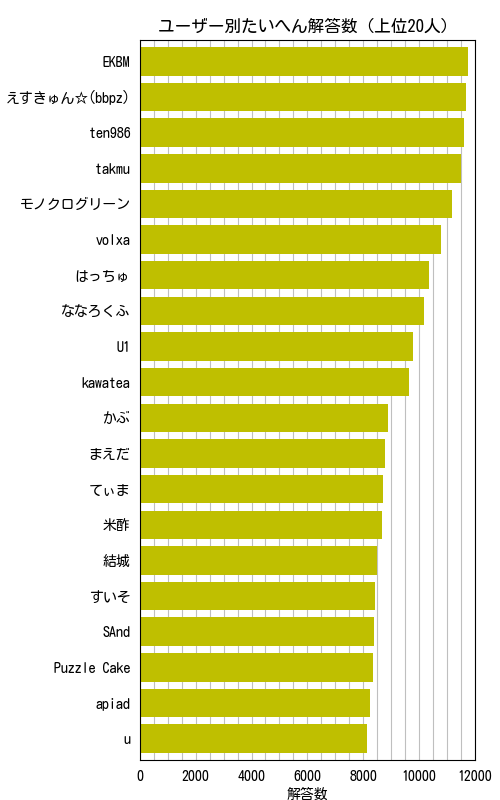 ユーザー別たいへん解答数 (上位20人)
EKBM
えすきゅん☆(bbpz)
ten986
takmu
モノクログリーン
volxa
はっちゅ
ななろくふ
U1
kawatea
かぶ
まえだ
てぃま
米酢
結城
すいそ
SAnd
Puzzle Cake
apiad
u
0 2000 4000 6000 8000 10000 12000
解答数